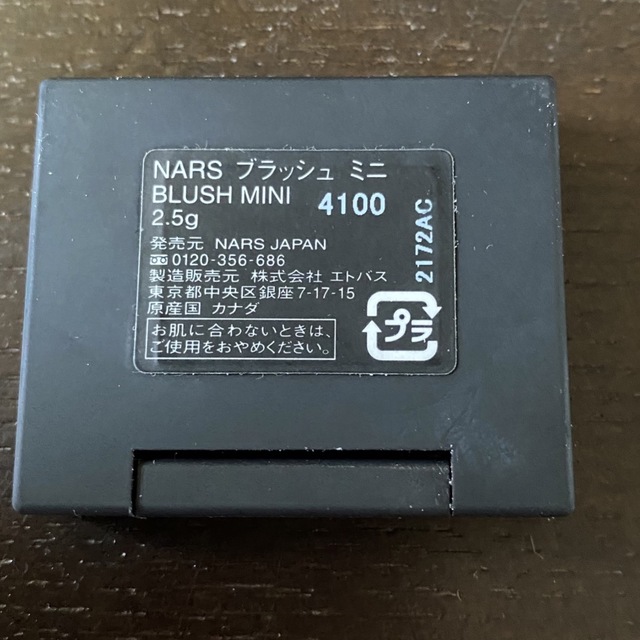 NARS ブラッシュ ミニ
BLUSH MINI 4100
2.5g
発売元 NARS JAPAN
0120-356-686
製造販売元 株式会社 エトバス
東京都中央区銀座7-17-15
原産国 カナダ
お肌に合わないときは、
ご使用をおやめください。
2172AC
プラ